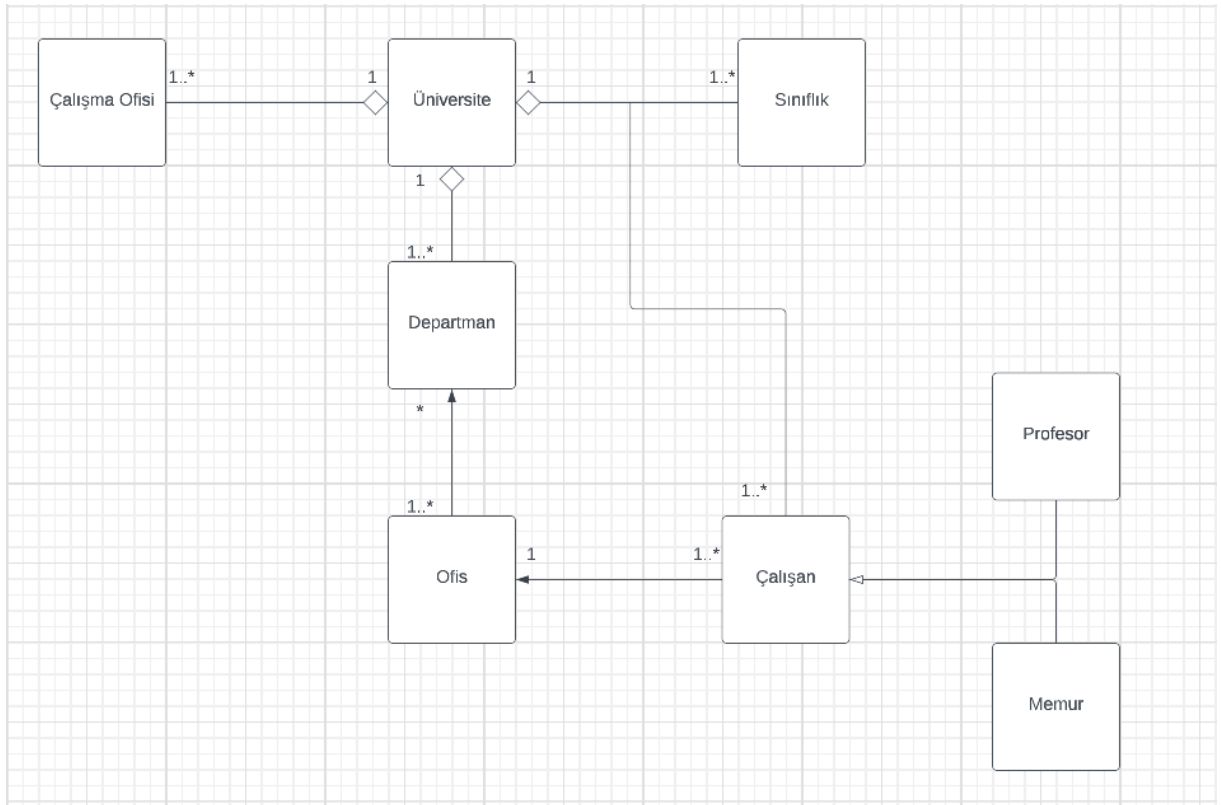 1..*
1
1
1..*
Çalışma Ofisi
Üniversite
Sınıflık
1
1..*
Departman
*
Profesor
1..*
1..*
1
1..*
Ofis
Çalışan
Memur